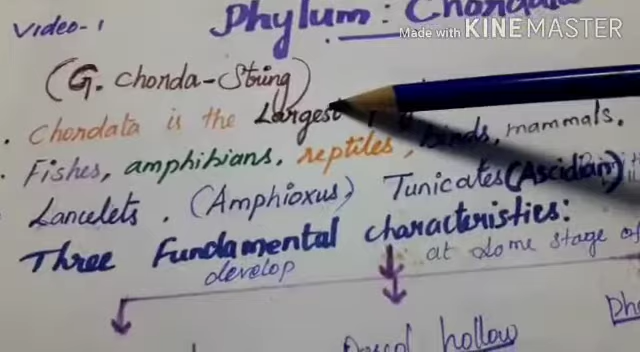 Video-1
Phylum: Chordata
Made with KINEMASTER
(G. Chorda-String)
. Chordata is the Largest
. Fishes, amphibians, reptiles, birds, mammals.
Lancelets. (Amphioxus) Tunicates (Ascidian)
Three Fundamental characteristics:
develop at some stage of
hollow